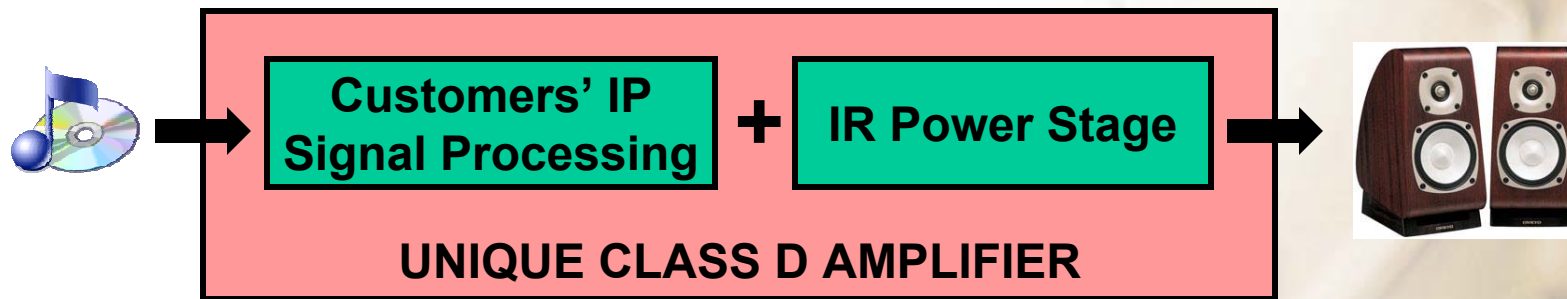 Customers’ IP
Signal Processing
+
IR Power Stage
UNIQUE CLASS D AMPLIFIER